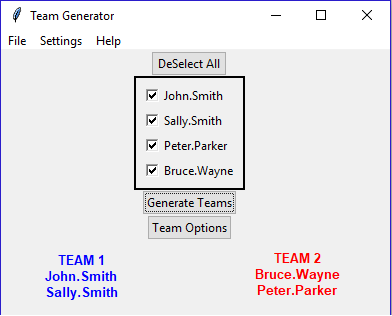 Team Generator
File Settings Help
DeSelect All
John.Smith
Sally.Smith
Peter.Parker
Bruce.Wayne
Generate Teams
Team Options
TEAM 1
John.Smith
Sally.Smith
TEAM 2
Bruce.Wayne
Peter.Parker